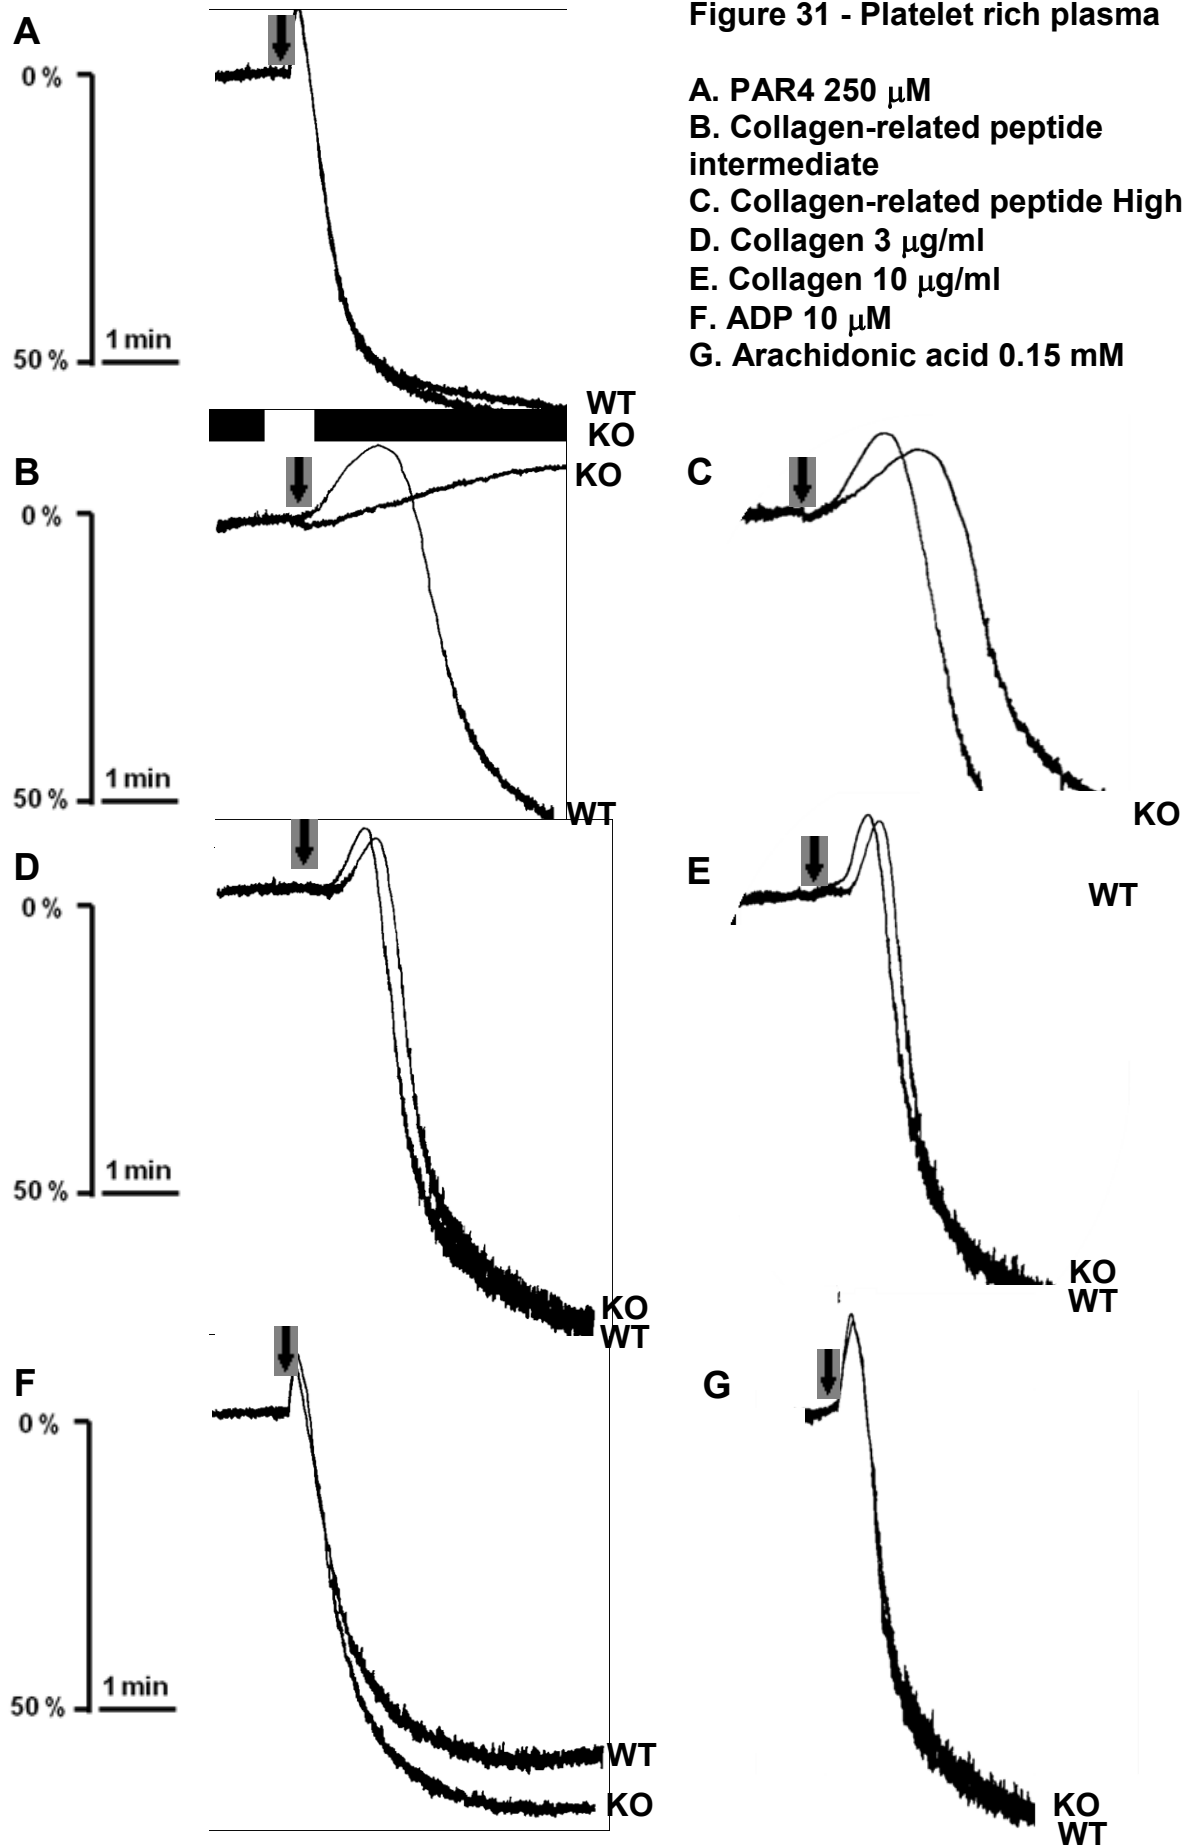 Figure 31 - Platelet rich plasma
A. PAR4 250 μM
B. Collagen-related peptide
intermediate
C. Collagen-related peptide High
D. Collagen 3 μg/ml
E. Collagen 10 μg/ml
F. ADP 10 μM
G. Arachidonic acid 0.15 mM
A
0 %
50 %
1 min
WT
KO
B
0 %
50 %
1 min
KO
WT
C
KO
WT
D
0 %
50 %
1 min
KO
WT
E
KO
WT
F
0 %
50 %
1 min
WT
KO
G
KO
WT